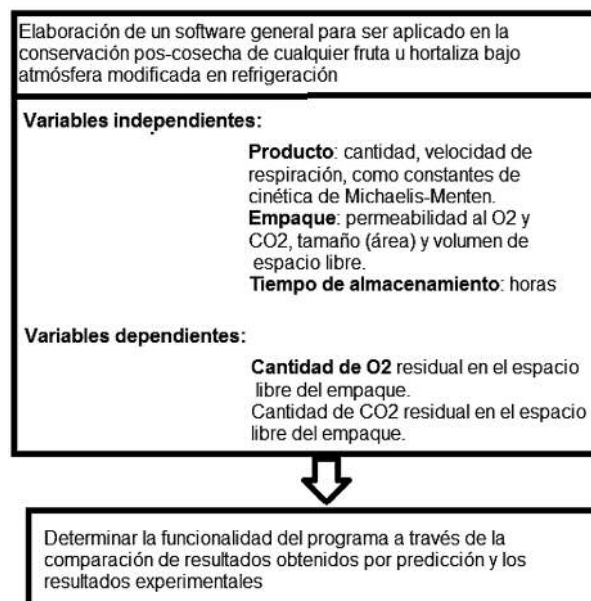 Elaboración de un software general para ser aplicado en la
conservación pos-cosecha de cualquier fruta u hortaliza bajo
atmósfera modificada en refrigeración
Variables independientes:
Producto: cantidad, velocidad de
respiración, como constantes de
cinética de Michaelis-Menten.
Empaque: permeabilidad al O2 y
CO2, tamaño (área) y volumen de
espacio libre.
Tiempo de almacenamiento: horas
Variables dependientes:
Cantidad de O2 residual en el espacio
libre del empaque.
Cantidad de CO2 residual en el espacio
libre del empaque.
Determinar la funcionalidad del programa a través de la
comparación de resultados obtenidos por predicción y los
resultados experimentales